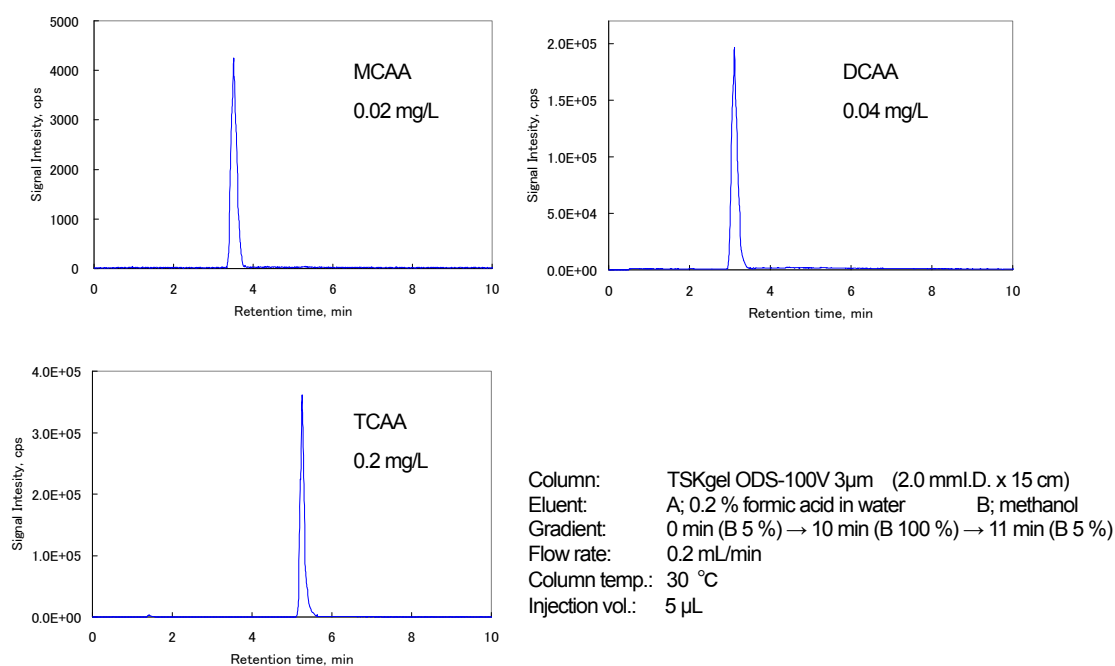 5000
4000
3000
2000
1000
0
Signal Intesity, cps
MCAA
0.02 mg/L
0 2 4 6 8 10
Retention time, min
2.0E+05
1.5E+05
1.0E+05
5.0E+04
0.0E+00
Signal Intesity, cps
DCAA
0.04 mg/L
0 2 4 6 8 10
Retention time, min
4.0E+05
3.0E+05
2.0E+05
1.0E+05
0.0E+00
Signal Intesity, cps
TCAA
0.2 mg/L
0 2 4 6 8 10
Retention time, min
Column: TSKgel ODS-100V 3μm (2.0 mmI.D. x 15 cm)
Eluent: A; 0.2 % formic acid in water B; methanol
Gradient: 0 min (B 5 %) → 10 min (B 100 %) → 11 min (B 5 %)
Flow rate: 0.2 mL/min
Column temp.: 30 °C
Injection vol.: 5 μL